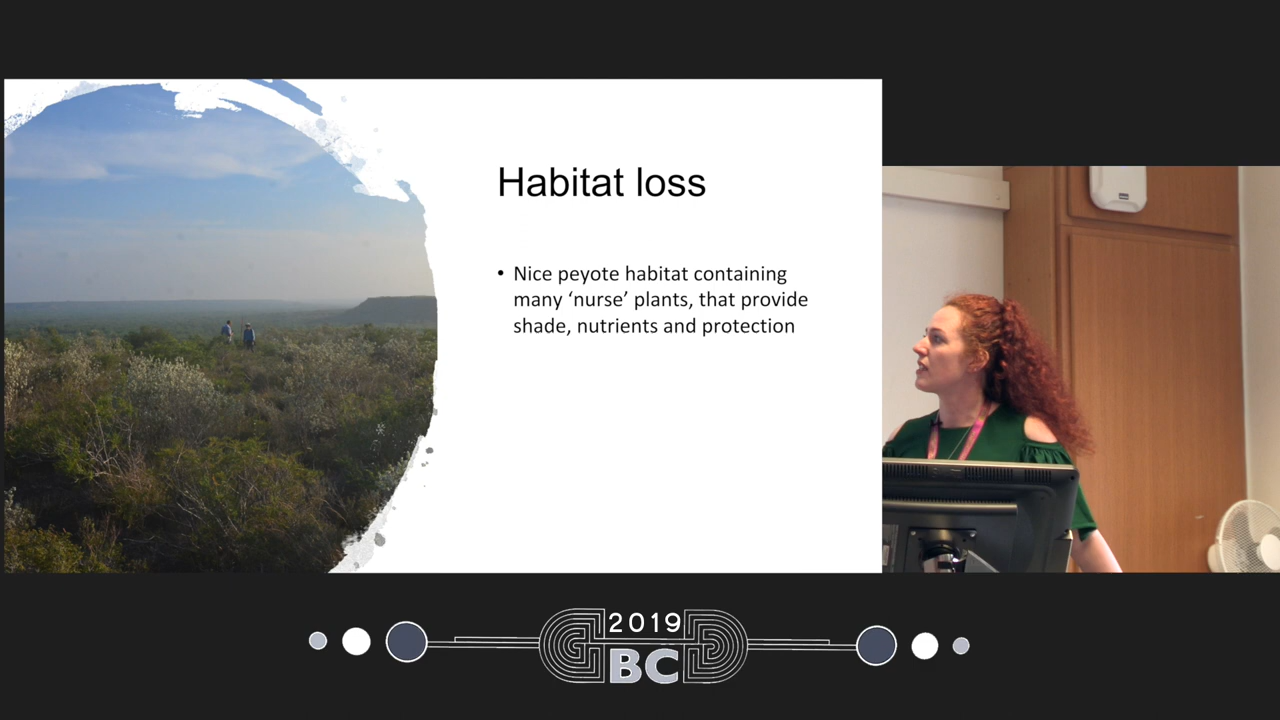 Habitat loss
• Nice peyote habitat containing
many ‘nurse’ plants, that provide
shade, nutrients and protection
2019
BC